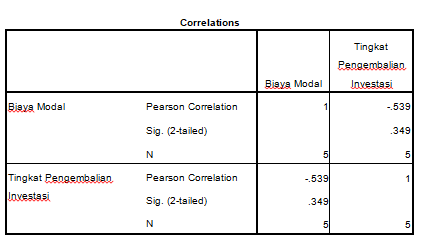 Correlations
Biaya Modal Tingkat Pengembalian Investasi
Biaya Modal Pearson Correlation 1 -.539
Sig. (2-tailed) .349
N 5 5
Tingkat Pengembalian Investasi Pearson Correlation -.539 1
Sig. (2-tailed) .349
N 5 5